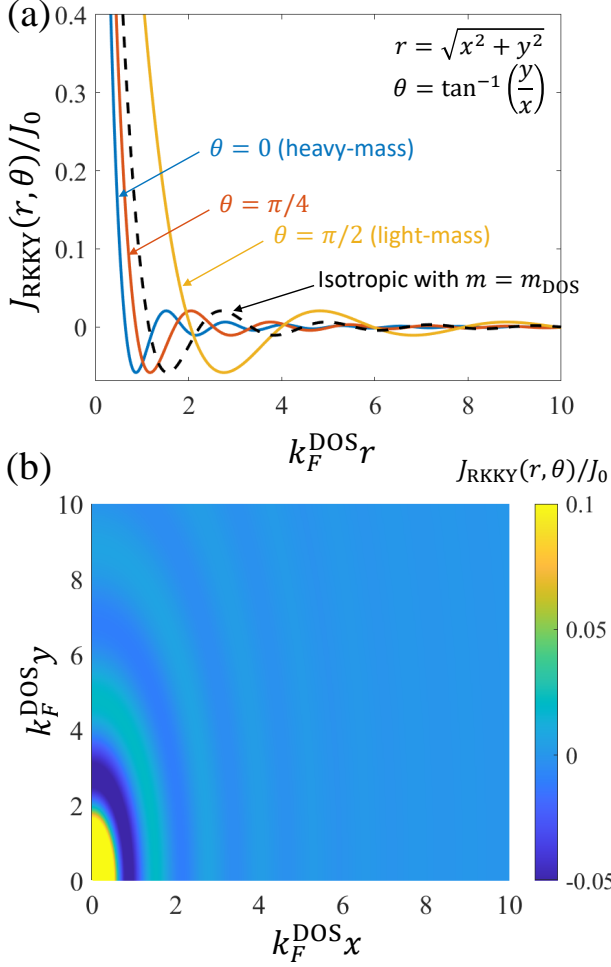 (a)
r = √(x² + y²)
θ = tan⁻¹(y/x)
θ = 0 (heavy-mass)
θ = π/4
θ = π/2 (light-mass)
Isotropic with m = m_DOS
J_RKKY(r, θ)/J_0
0.4
0.3
0.2
0.1
0
0 2 4 6 8 10
k_F^DOS r
(b)
J_RKKY(r, θ)/J_0
k_F^DOS y
10
8
6
4
2
0
0 2 4 6 8 10
k_F^DOS x
0.1
0.05
0
-0.05